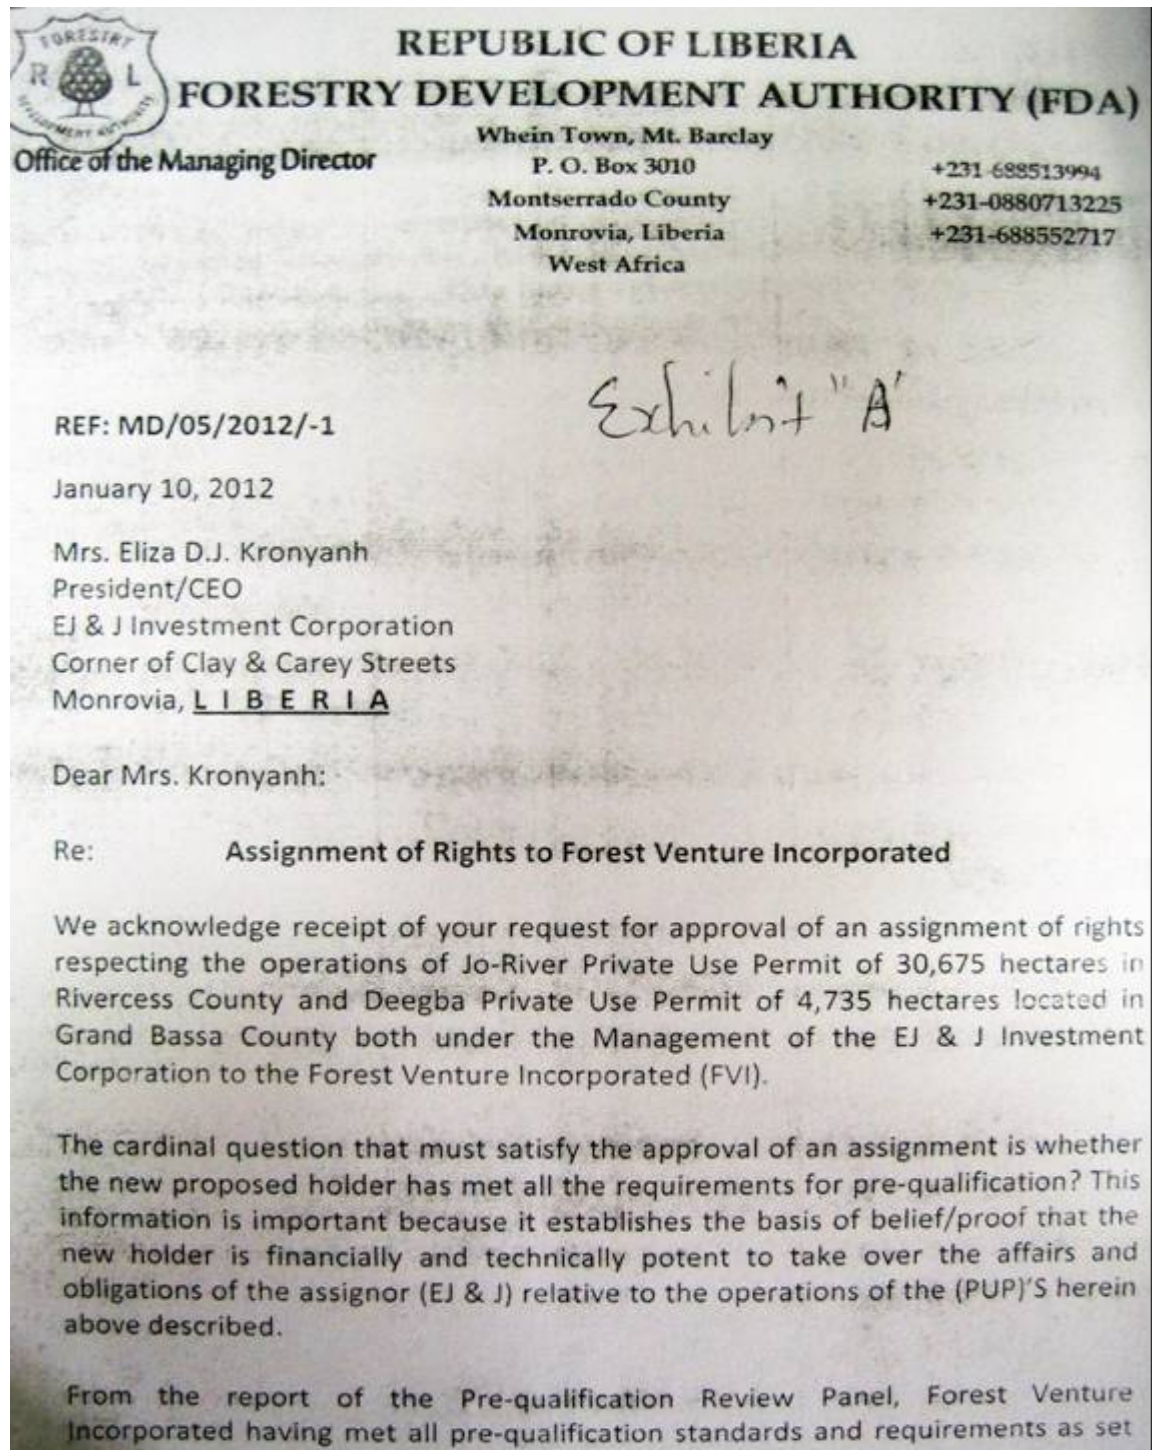 FORESTRY
R L
DEVELOPMENT AUTHORITY
REPUBLIC OF LIBERIA
FORESTRY DEVELOPMENT AUTHORITY (FDA)
Office of the Managing Director
Whein Town, Mt. Barclay
P. O. Box 3010
Montserrado County
Monrovia, Liberia
West Africa
+231-688513994
+231-0880713225
+231-688552717
Exhibit "A'
REF: MD/05/2012/-1
January 10, 2012
Mrs. Eliza D.J. Kronyanh
President/CEO
EJ & J Investment Corporation
Corner of Clay & Carey Streets
Monrovia, L I B E R I A
Dear Mrs. Kronyanh:
Re: Assignment of Rights to Forest Venture Incorporated
We acknowledge receipt of your request for approval of an assignment of rights
respecting the operations of Jo-River Private Use Permit of 30,675 hectares in
Rivercess County and Deegba Private Use Permit of 4,735 hectares located in
Grand Bassa County both under the Management of the EJ & J Investment
Corporation to the Forest Venture Incorporated (FVI).
The cardinal question that must satisfy the approval of an assignment is whether
the new proposed holder has met all the requirements for pre-qualification? This
information is important because it establishes the basis of belief/proof that the
new holder is financially and technically potent to take over the affairs and
obligations of the assignor (EJ & J) relative to the operations of the (PUP)'S herein
above described.
From the report of the Pre-qualification Review Panel, Forest Venture
Incorporated having met all pre-qualification standards and requirements as set